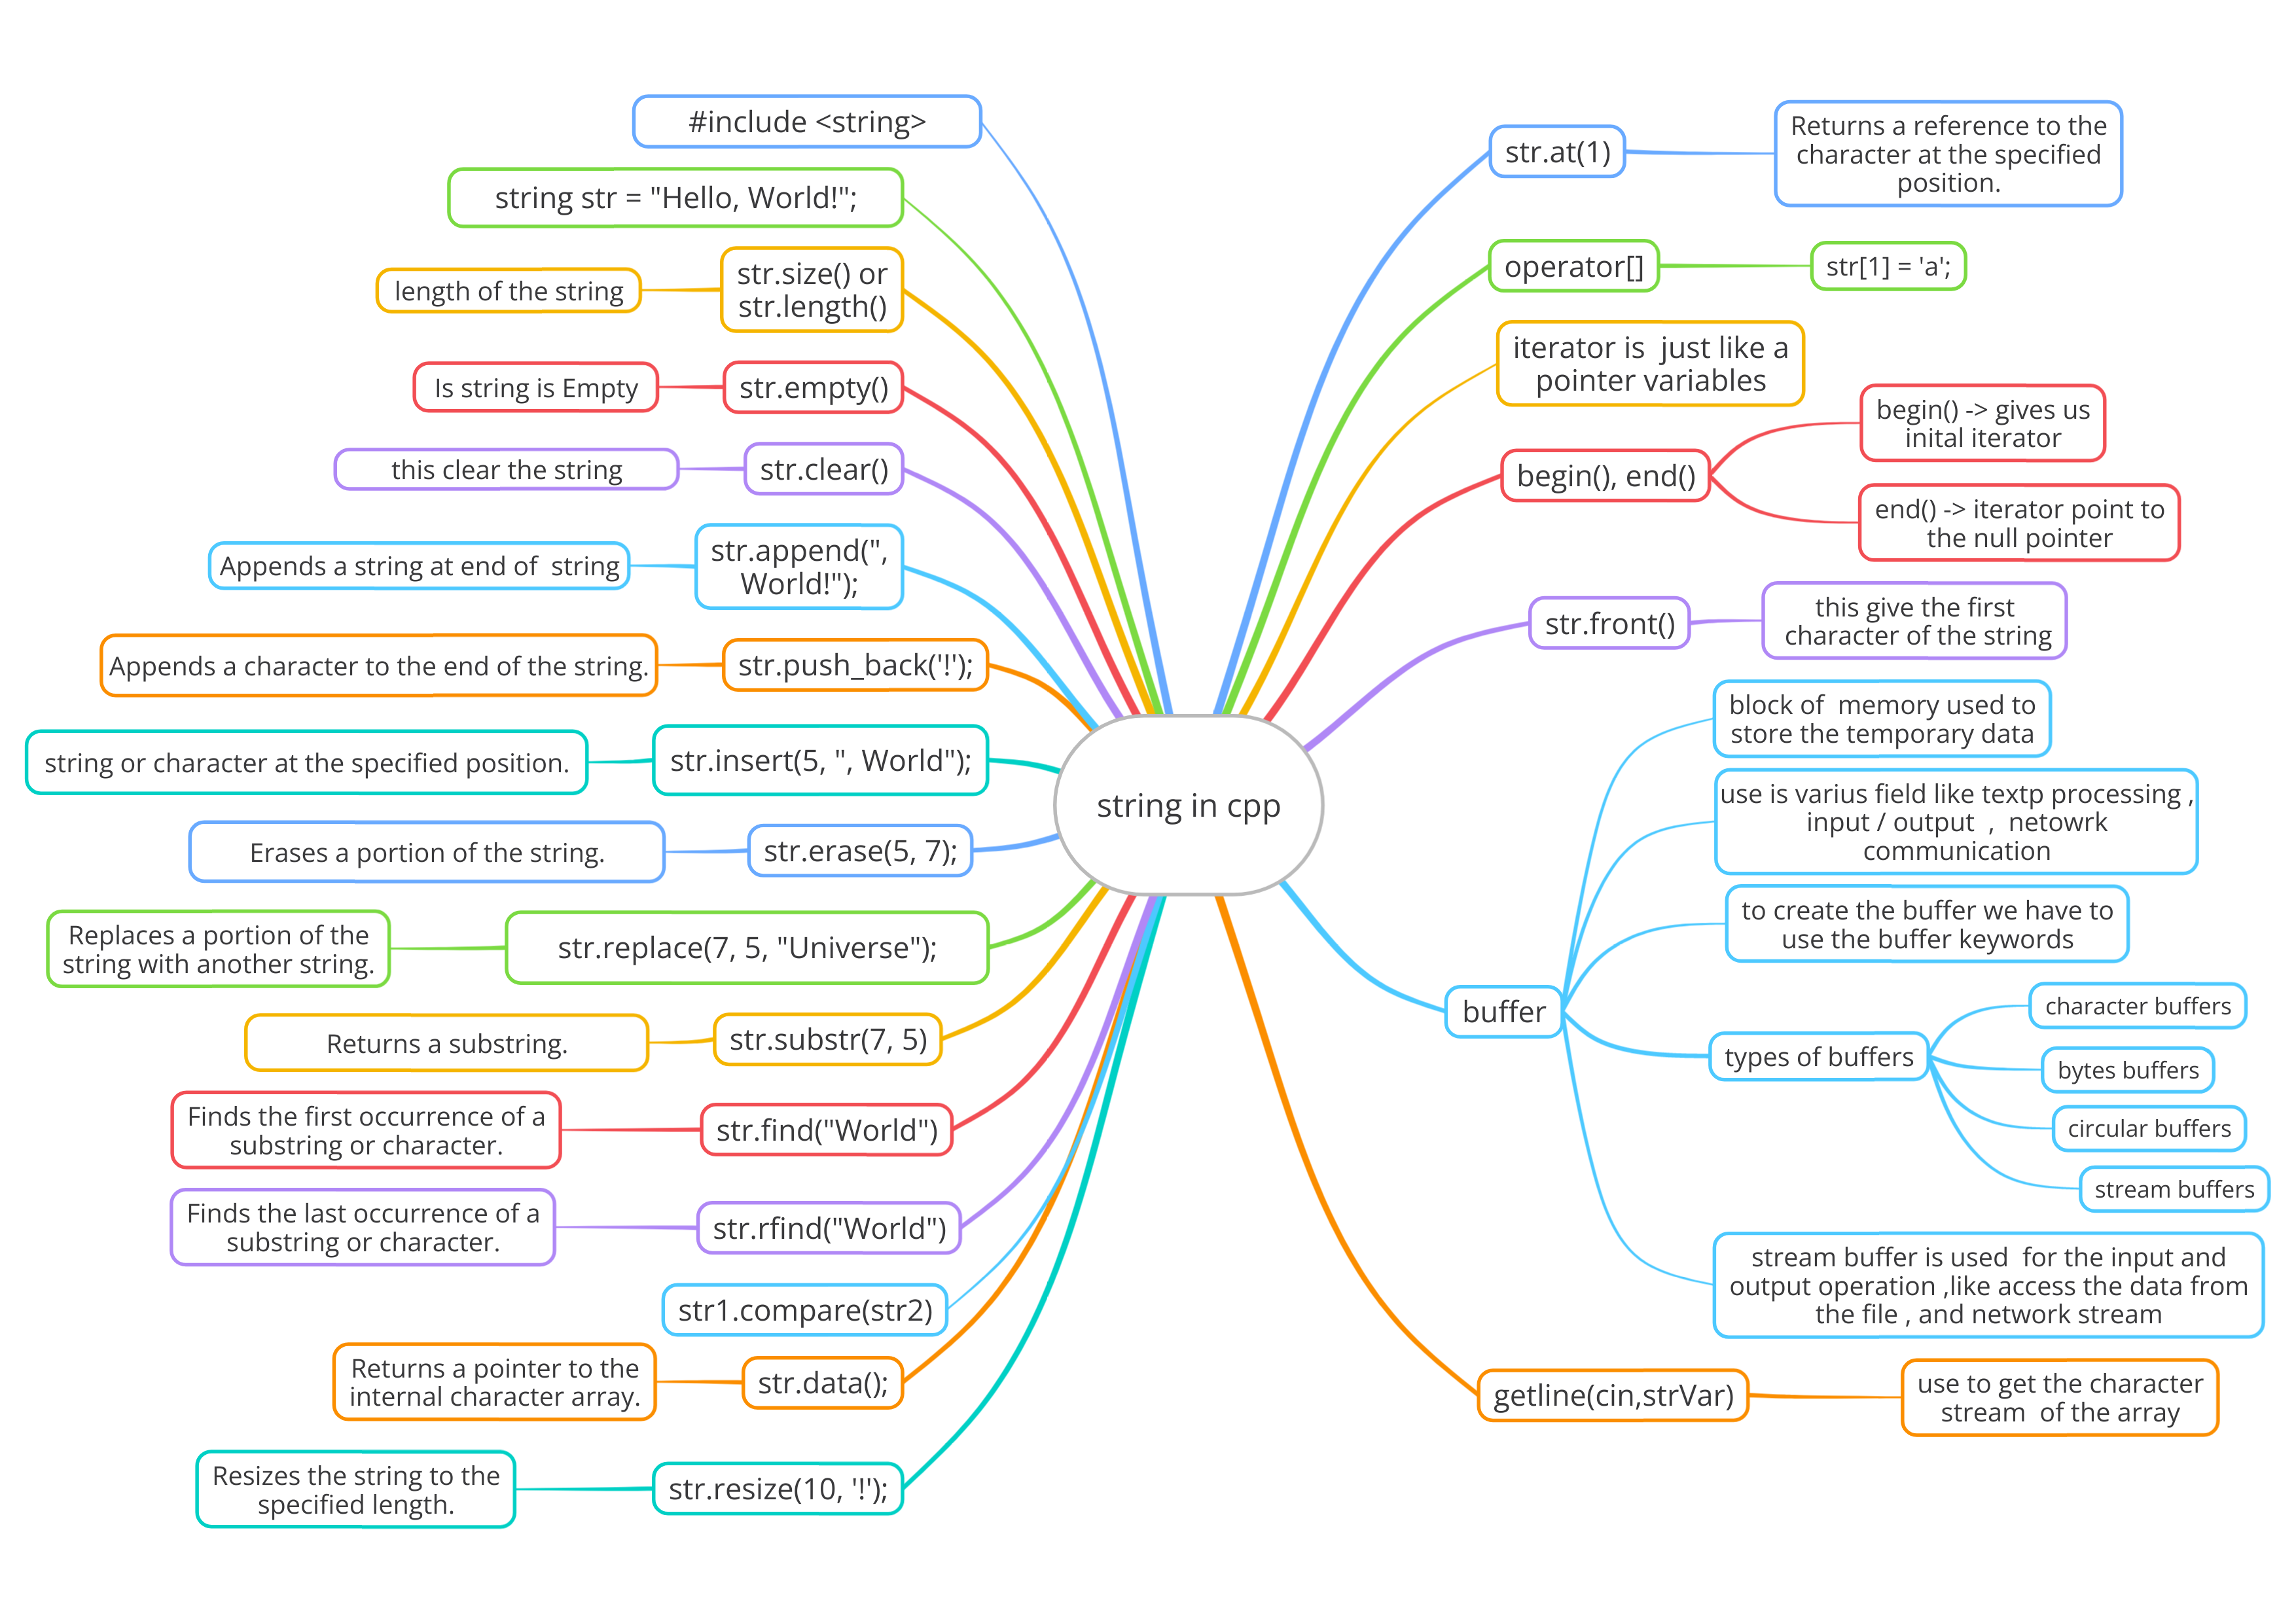 string in cpp
#include <string>
string str = "Hello, World!";
str.size() or
str.length()
length of the string
str.empty()
Is string is Empty
str.clear()
this clear the string
str.append(",
World!");
Appends a string at end of  string
str.push_back('!');
Appends a character to the end of the string.
str.insert(5, ", World");
string or character at the specified position.
str.erase(5, 7);
Erases a portion of the string.
str.replace(7, 5, "Universe");
Replaces a portion of the
string with another string.
str.substr(7, 5)
Returns a substring.
str.find("World")
Finds the first occurrence of a
substring or character.
str.rfind("World")
Finds the last occurrence of a
substring or character.
str1.compare(str2)
str.data();
Returns a pointer to the
internal character array.
str.resize(10, '!');
Resizes the string to the
specified length.
str.at(1)
Returns a reference to the
character at the specified
position.
operator[]
str[1] = 'a';
iterator is  just like a
pointer variables
begin(), end()
begin() -> gives us
inital iterator
end() -> iterator point to
the null pointer
str.front()
this give the first
character of the string
buffer
block of  memory used to
store the temporary data
use is varius field like textp processing ,
input / output  ,  netowrk
communication
to create the buffer we have to
use the buffer keywords
types of buffers
character buffers
bytes buffers
circular buffers
stream buffers
stream buffer is used  for the input and
output operation ,like access the data from
the file , and network stream
getline(cin,strVar)
use to get the character
stream  of the array